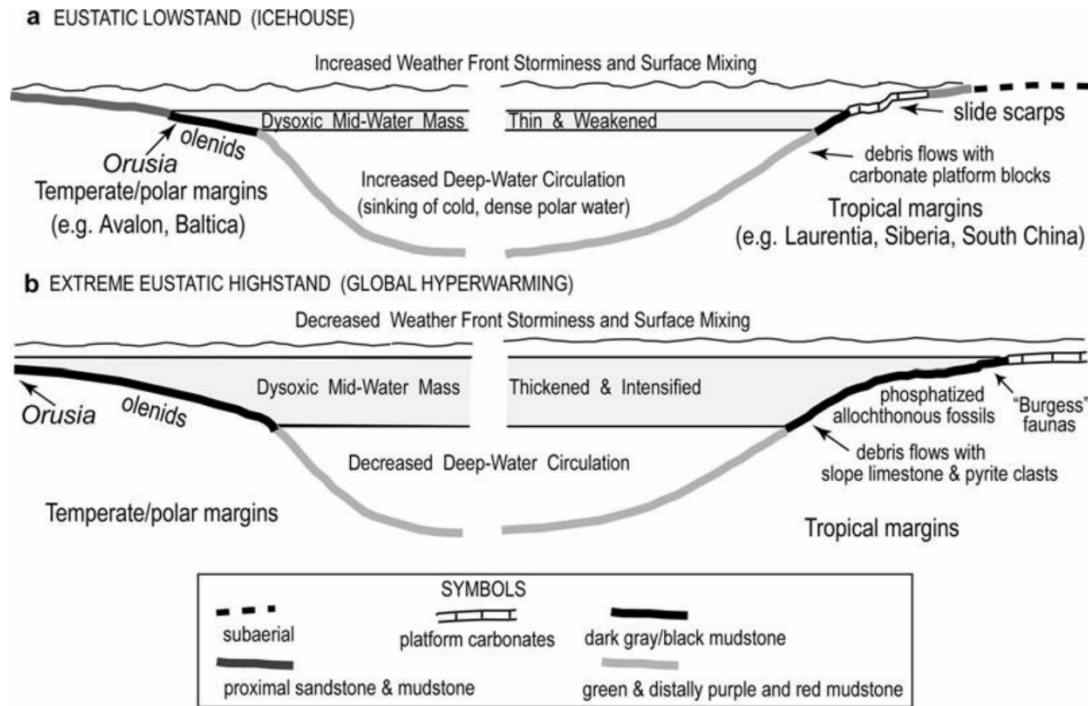 a EUSTATIC LOWSTAND (ICEHOUSE)
Increased Weather Front Storminess and Surface Mixing
Dysoxic Mid-Water Mass
Thin & Weakened
slide scarps
olenids
Orusia
Temperate/polar margins
(e.g. Avalon, Baltica)
Increased Deep-Water Circulation
(sinking of cold, dense polar water)
debris flows with
carbonate platform blocks
Tropical margins
(e.g. Laurentia, Siberia, South China)
b EXTREME EUSTATIC HIGHSTAND (GLOBAL HYPERWARMING)
Decreased Weather Front Storminess and Surface Mixing
Dysoxic Mid-Water Mass
Thickened & Intensified
Orusia
olenids
phosphatized
allochthonous fossils
"Burgess"
faunas
debris flows with
slope limestone & pyrite clasts
Decreased Deep-Water Circulation
Temperate/polar margins
Tropical margins
SYMBOLS
subaerial
platform carbonates
dark gray/black mudstone
proximal sandstone & mudstone
green & distally purple and red mudstone